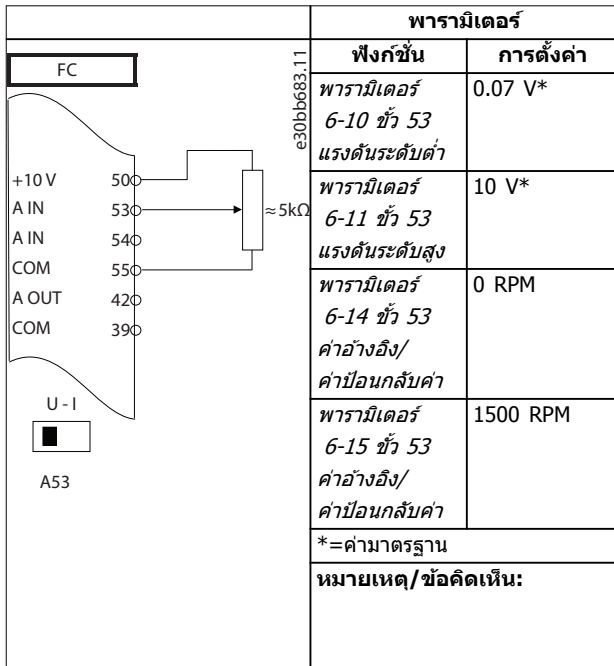 FC
e30bb683.11
+10 V 50
A IN 53
≈ 5kΩ
A IN 54
COM 55
A OUT 42
COM 39
U - I
A53
พารามิเตอร์
ฟังก์ชั่น การตั้งค่า
พารามิเตอร์ 0.07 V*
6-10 ขั้ว 53
แรงดันระดับต่ำ
พารามิเตอร์ 10 V*
6-11 ขั้ว 53
แรงดันระดับสูง
พารามิเตอร์ 0 RPM
6-14 ขั้ว 53
ค่าอ้างอิง/
ค่าป้อนกลับค่า
พารามิเตอร์ 1500 RPM
6-15 ขั้ว 53
ค่าอ้างอิง/
ค่าป้อนกลับค่า
*=ค่ามาตรฐาน
หมายเหตุ/ข้อคิดเห็น: